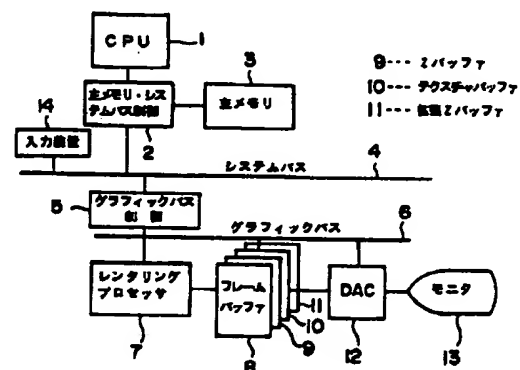 CPU
1
3
9--- Zバッファ
10--- テクスチャバッファ
11--- 拡張Zバッファ
14
主メモリ・シス
テムバス制御
主メモリ
入力装置
2
システムバス
4
5
グラフィックバス
制御
グラフィックバス
6
レンダリング
プロセッサ
フレーム
バッファ
11
10
9
8
DAC
モニタ
7
12
13